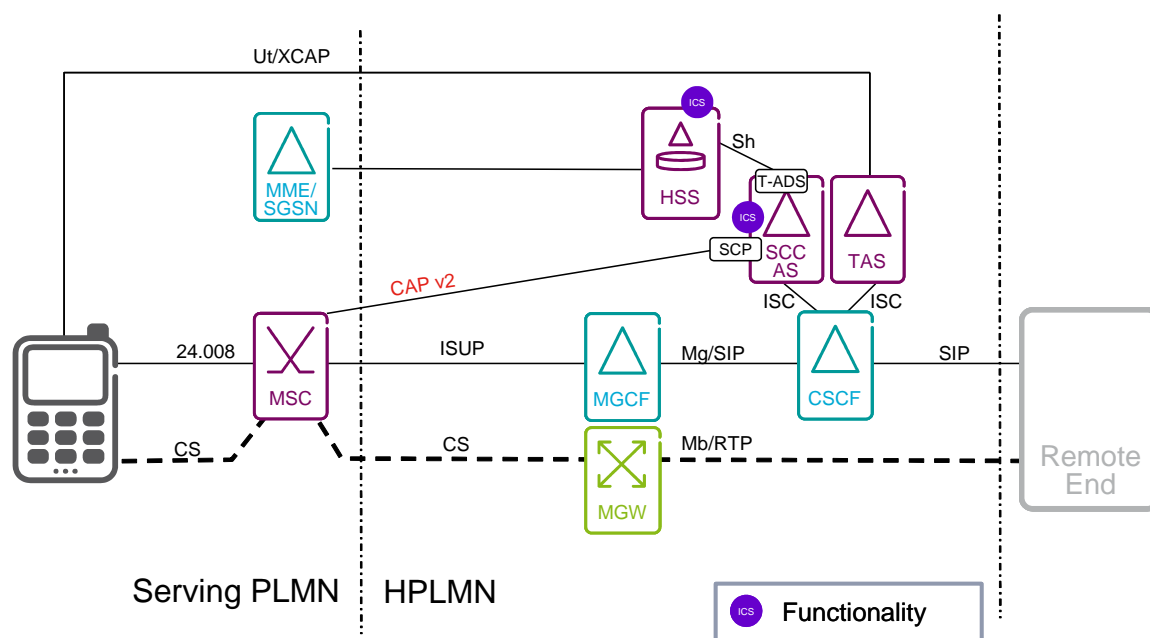 Ut/XCAP
ICS
Sh
MME/
SGSN
HSS
T-ADS
ICS
SCP
SCC
AS
TAS
CAP v2
ISC
ISC
24.008
MSC
ISUP
MGCF
Mg/SIP
CSCF
SIP
CS
CS
Mb/RTP
MGW
Remote
End
Serving PLMN
HPLMN
ICS
Functionality